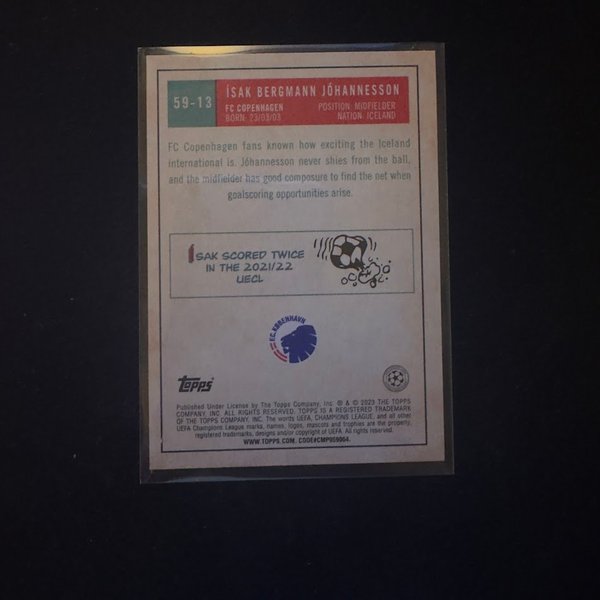 59-13
ÍSAK BERGMANN JÓHANNESSON
FC COPENHAGEN
POSITION: MIDFIELDER
BORN: 23/03/03
NATION: ICELAND
FC Copenhagen fans known how exciting the Iceland
international is. Jóhannesson never shies from the ball,
and the midfielder has good composure to find the net when
goalscoring opportunities arise.
ÍSAK SCORED TWICE
IN THE 2021/22
UECL
F.C. KØBENHAVN
topps
Published Under License by The Topps Company, Inc. ® & © 2023 THE TOPPS
COMPANY, INC. ALL RIGHTS RESERVED. TOPPS IS A REGISTERED TRADEMARK
OF THE TOPPS COMPANY, INC. The words UEFA, CHAMPIONS LEAGUE, and all other
UEFA Champions League marks, names, logos, mascots and trophies are the property,
registered trademarks, designs and/or copyright of UEFA. All rights reserved.
WWW.TOPPS.COM. CODE#CMP959904.